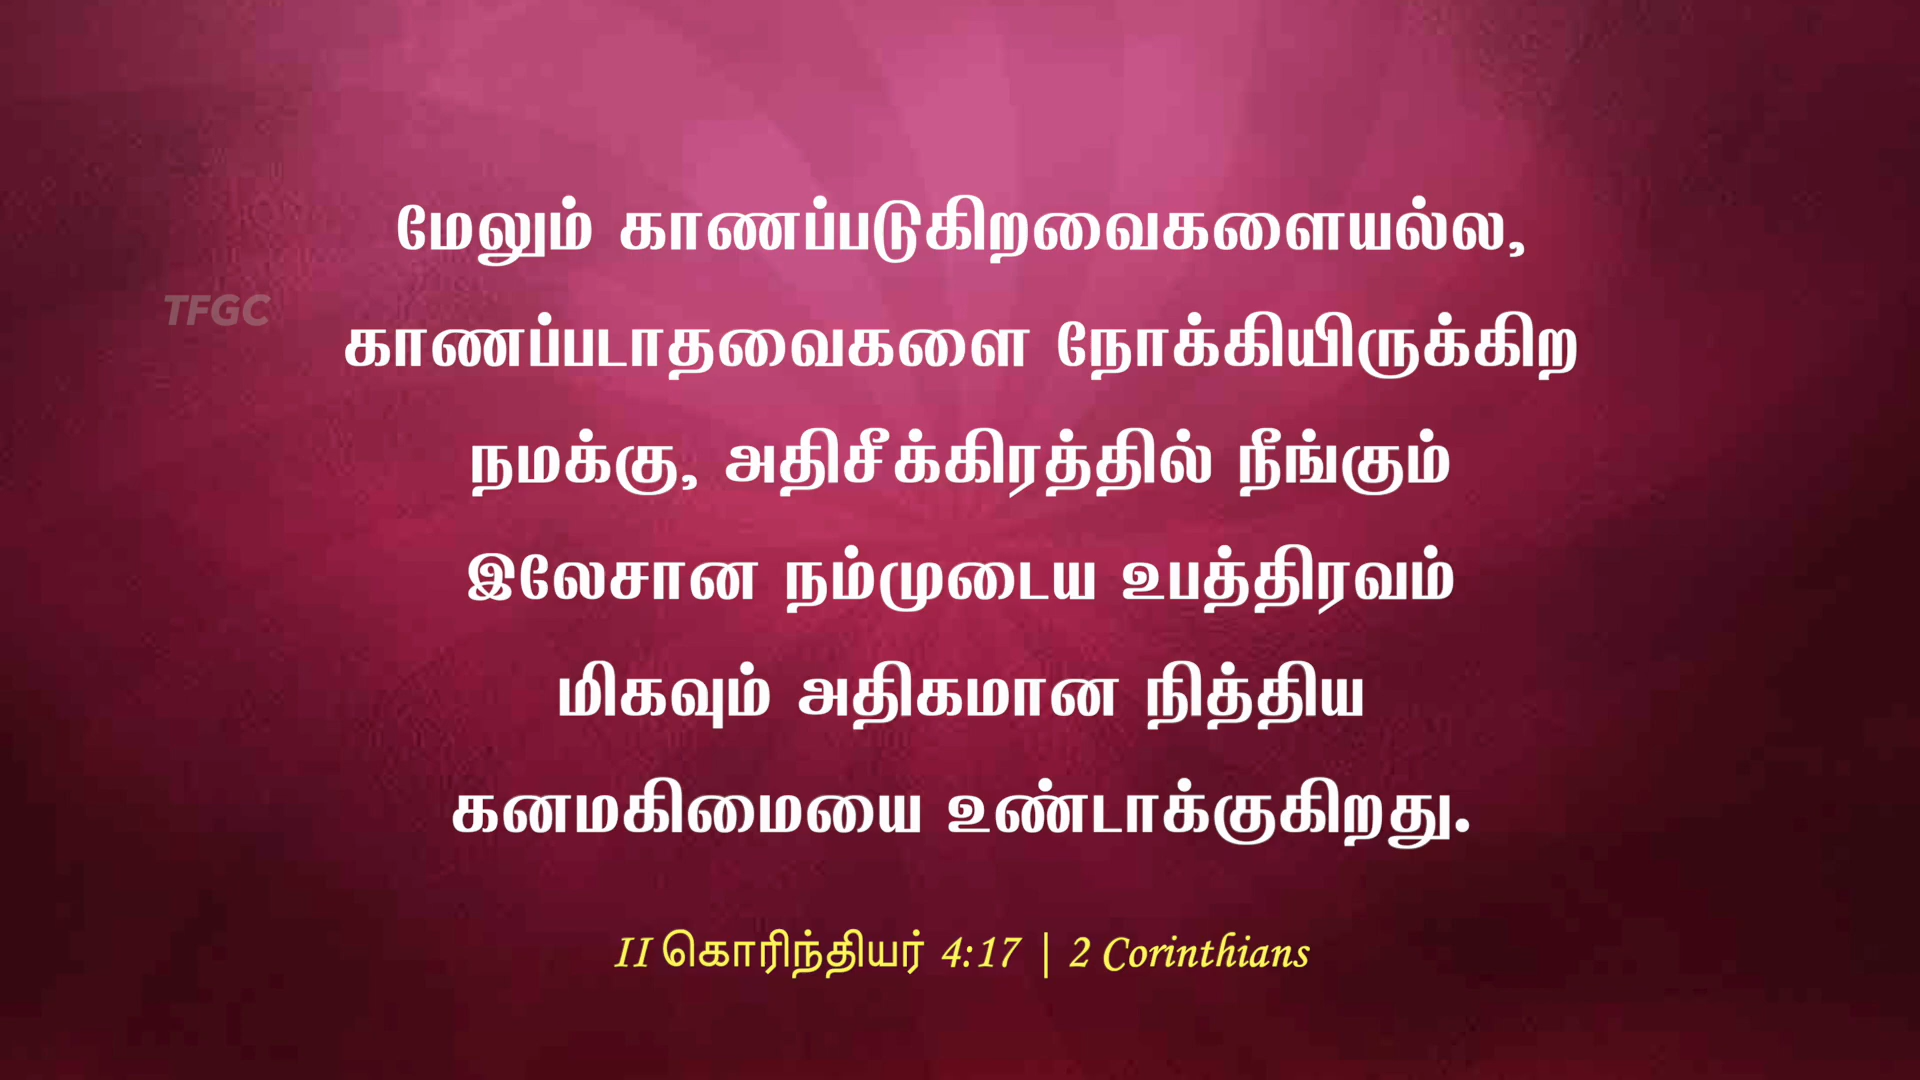 மேலும் காணப்படுகிறவைகளையல்ல,
TFGC
காணப்படாதவைகளை நோக்கியிருக்கிற
நமக்கு, அதிசீக்கிரத்தில் நீங்கும்
இலேசான நம்முடைய உபத்திரவம்
மிகவும் அதிகமான நித்திய
கனமகிமையை உண்டாக்குகிறது.
II கொரிந்தியர் 4:17 | 2 Corinthians